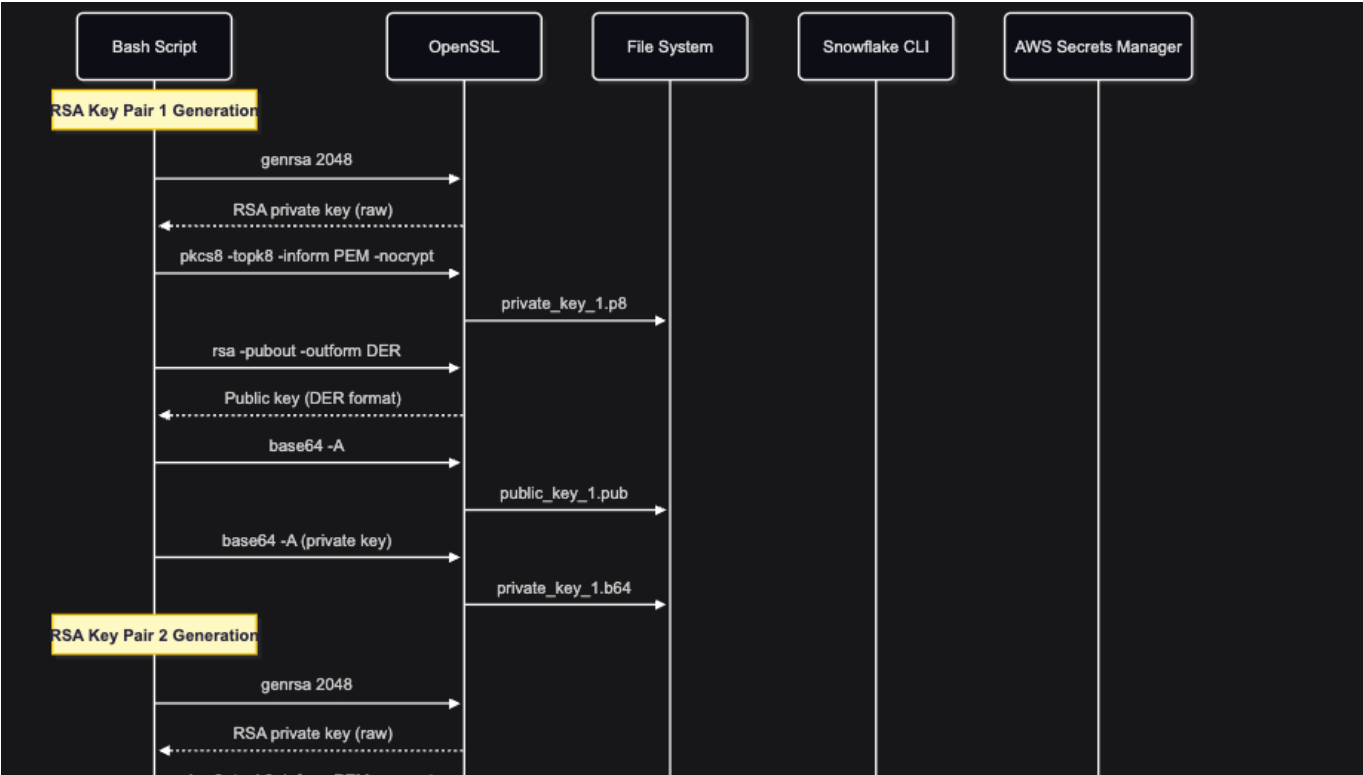 Bash Script
OpenSSL
File System
Snowflake CLI
AWS Secrets Manager
RSA Key Pair 1 Generation
genrsa 2048
RSA private key (raw)
pkcs8 -topk8 -inform PEM -nocrypt
private_key_1.p8
rsa -pubout -outform DER
Public key (DER format)
base64 -A
public_key_1.pub
base64 -A (private key)
private_key_1.b64
RSA Key Pair 2 Generation
genrsa 2048
RSA private key (raw)